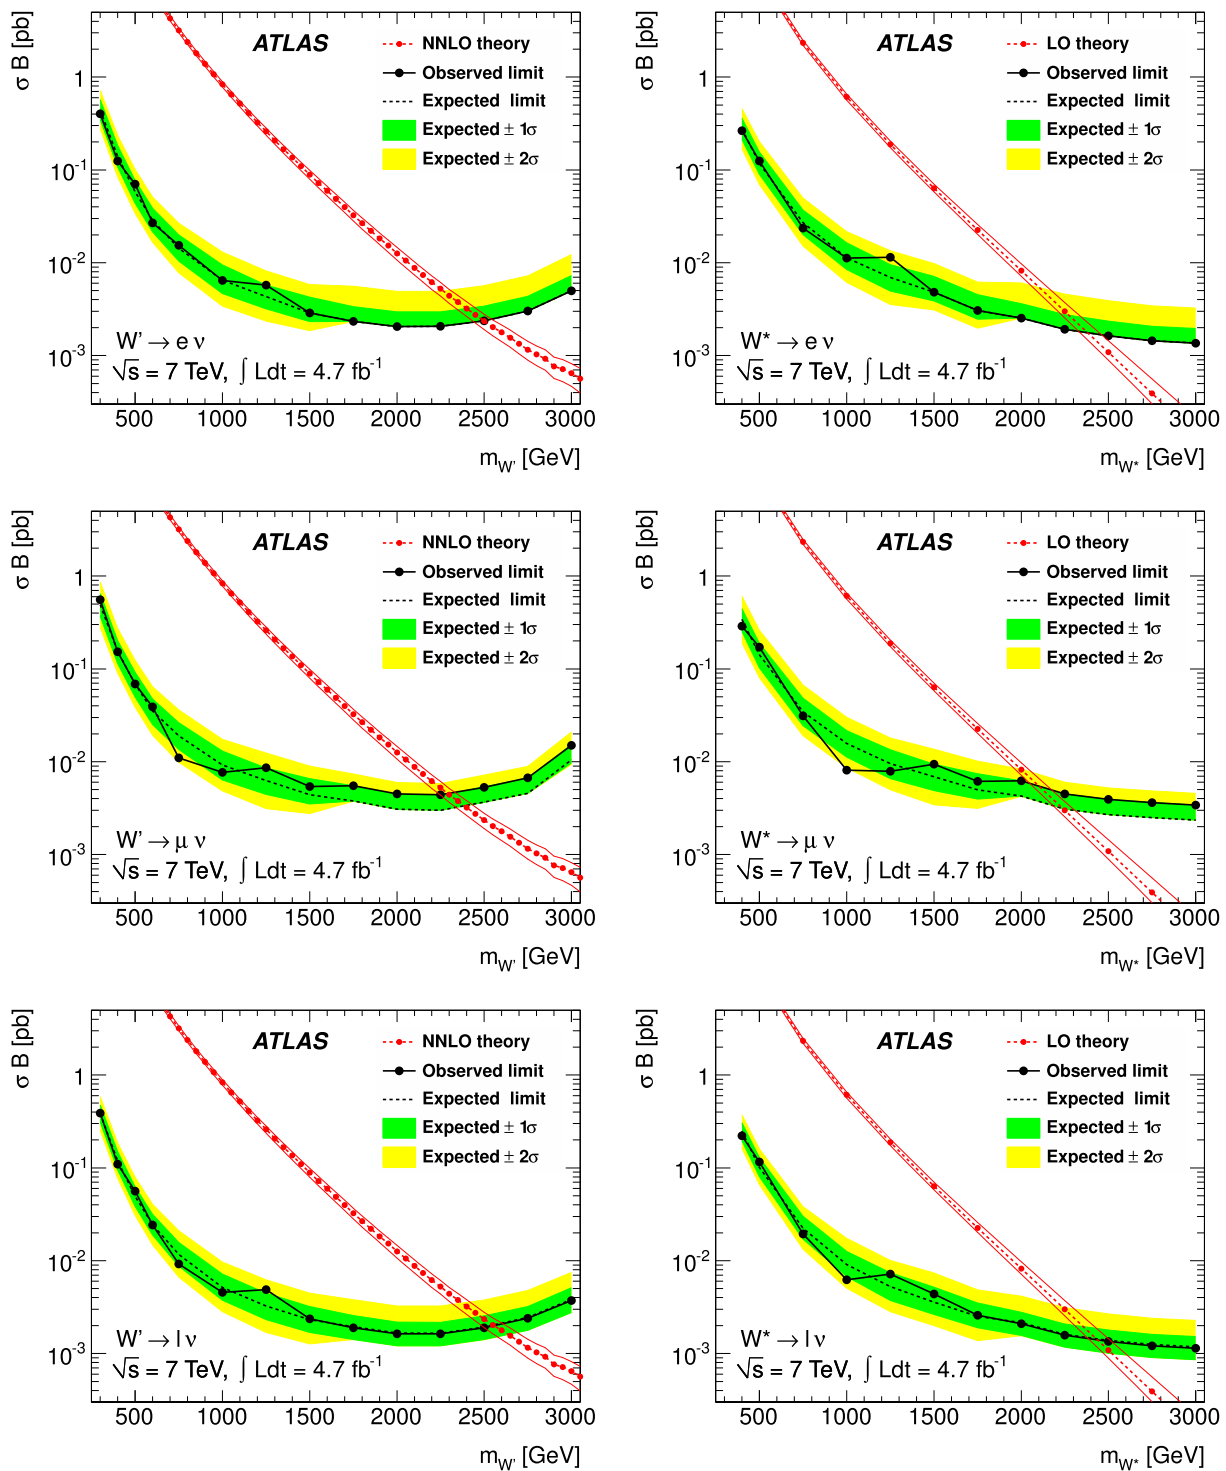 σ B [pb]
ATLAS
NNLO theory
Observed limit
Expected limit
Expected ± 1σ
Expected ± 2σ
1
10⁻¹
10⁻²
10⁻³
W' → e ν
√s = 7 TeV, ∫ Ldt = 4.7 fb⁻¹
500 1000 1500 2000 2500 3000
m_W' [GeV]
σ B [pb]
ATLAS
LO theory
Observed limit
Expected limit
Expected ± 1σ
Expected ± 2σ
1
10⁻¹
10⁻²
10⁻³
W* → e ν
√s = 7 TeV, ∫ Ldt = 4.7 fb⁻¹
500 1000 1500 2000 2500 3000
m_W* [GeV]
σ B [pb]
ATLAS
NNLO theory
Observed limit
Expected limit
Expected ± 1σ
Expected ± 2σ
1
10⁻¹
10⁻²
10⁻³
W' → μ ν
√s = 7 TeV, ∫ Ldt = 4.7 fb⁻¹
500 1000 1500 2000 2500 3000
m_W' [GeV]
σ B [pb]
ATLAS
LO theory
Observed limit
Expected limit
Expected ± 1σ
Expected ± 2σ
1
10⁻¹
10⁻²
10⁻³
W* → μ ν
√s = 7 TeV, ∫ Ldt = 4.7 fb⁻¹
500 1000 1500 2000 2500 3000
m_W* [GeV]
σ B [pb]
ATLAS
NNLO theory
Observed limit
Expected limit
Expected ± 1σ
Expected ± 2σ
1
10⁻¹
10⁻²
10⁻³
W' → l ν
√s = 7 TeV, ∫ Ldt = 4.7 fb⁻¹
500 1000 1500 2000 2500 3000
m_W' [GeV]
σ B [pb]
ATLAS
LO theory
Observed limit
Expected limit
Expected ± 1σ
Expected ± 2σ
1
10⁻¹
10⁻²
10⁻³
W* → l ν
√s = 7 TeV, ∫ Ldt = 4.7 fb⁻¹
500 1000 1500 2000 2500 3000
m_W* [GeV]